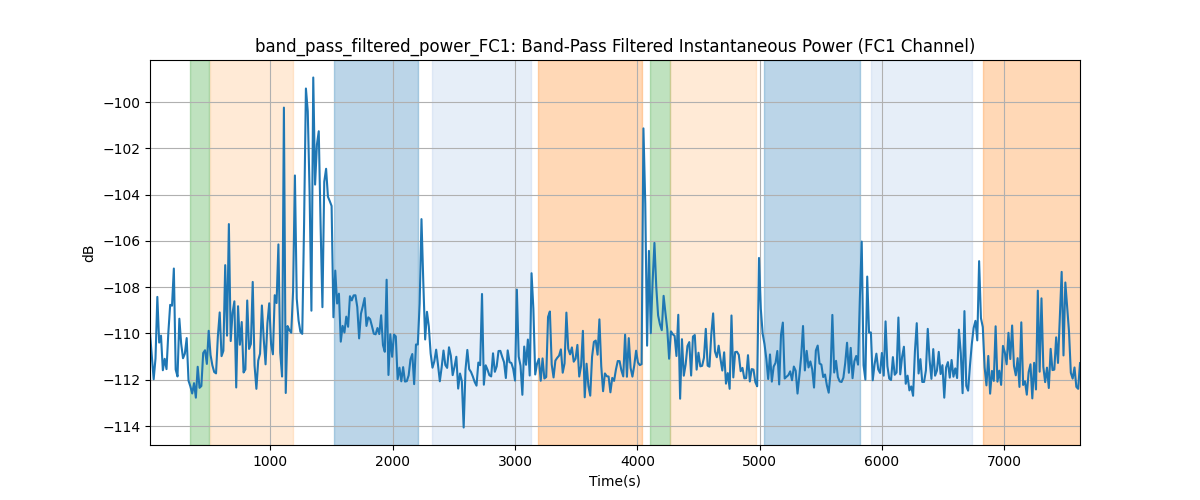 band_pass_filtered_power_FC1: Band-Pass Filtered Instantaneous Power (FC1 Channel)
−100
−102
−104
−106
−108
−110
−112
−114
dB
1000 2000 3000 4000 5000 6000 7000
Time(s)